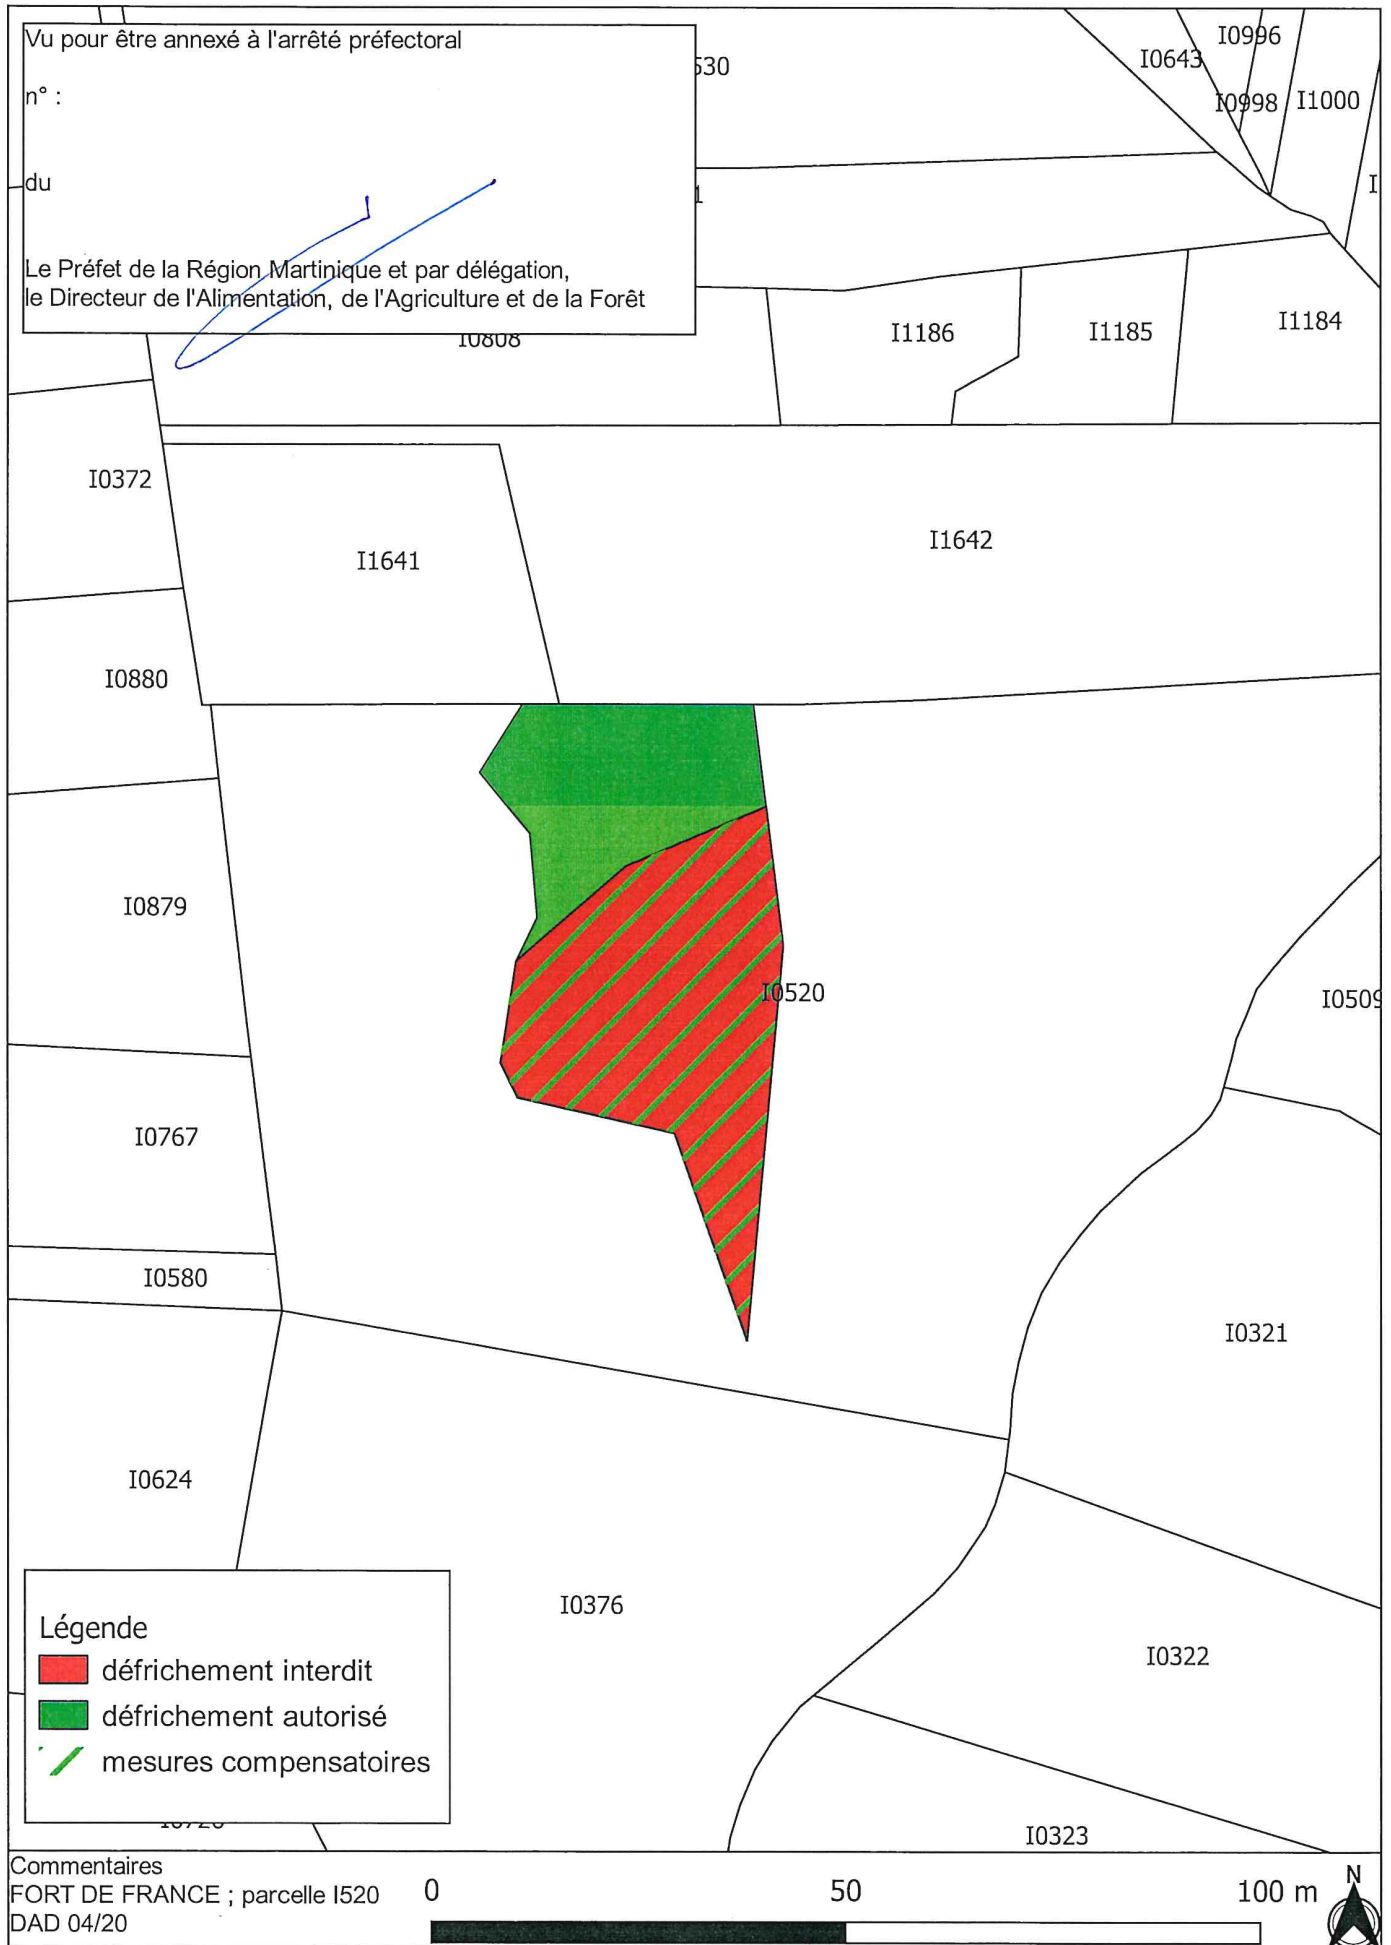 Vu pour être annexé à l'arrêté préfectoral
n° :
du
Le Préfet de la Région Martinique et par délégation,
le Directeur de l'Alimentation, de l'Agriculture et de la Forêt
I0996
I0643
I0998
I1000
I0808
I1186
I1185
I1184
I0372
I1641
I1642
I0880
I0879
I0520
I0509
I0767
I0580
I0321
I0624
I0376
I0322
I0323
Légende
défrichement interdit
défrichement autorisé
mesures compensatoires
Commentaires
FORT DE FRANCE ; parcelle I520
DAD 04/20
0
50
100 m
N